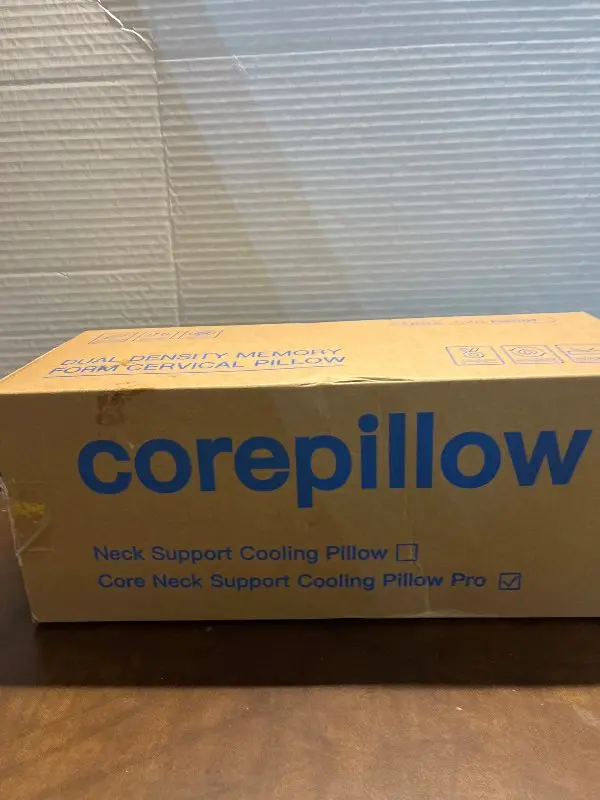 DUAL DENSITY MEMORY
FORM CERVICAL PILLOW
corepillow
Neck Support Cooling Pillow
Core Neck Support Cooling Pillow Pro